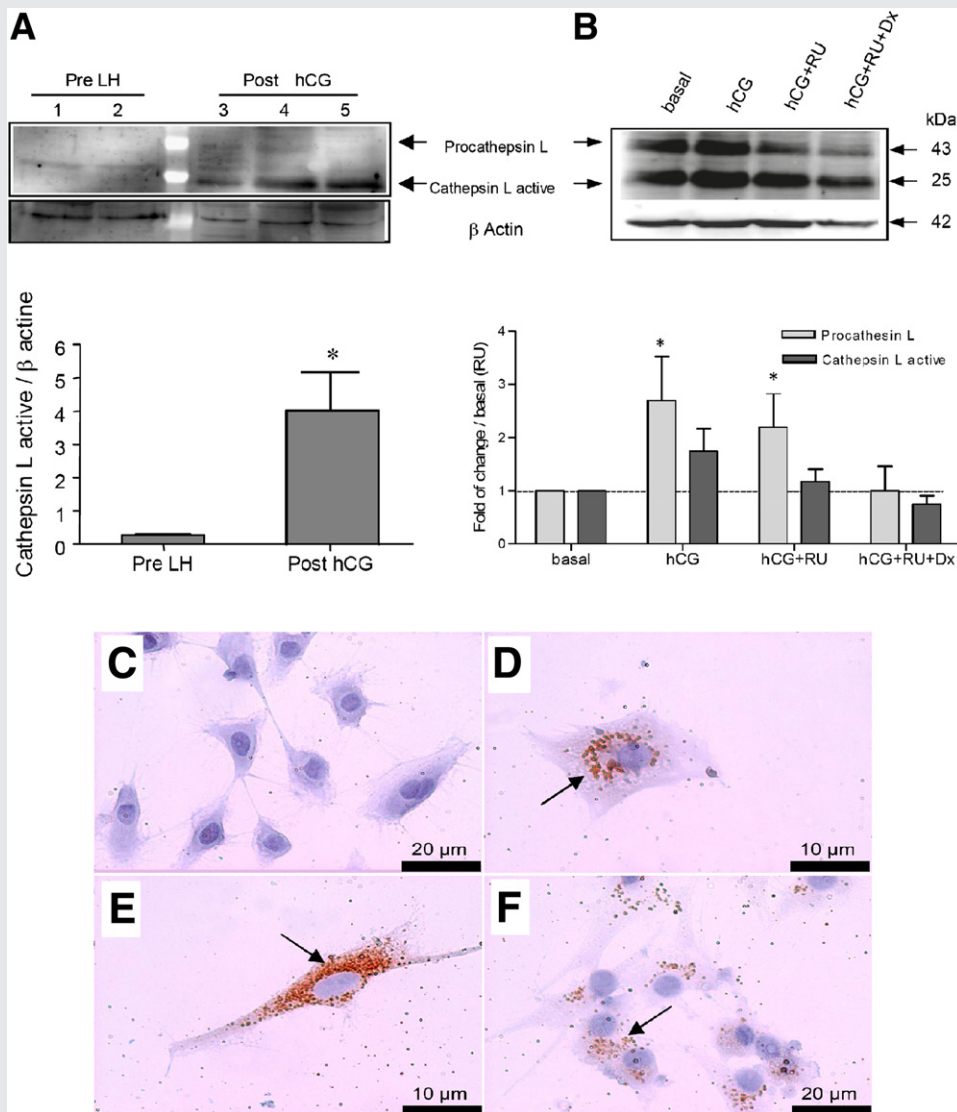 A
B
Pre LH
Post hCG
1 2 3 4 5
basal
hCG
hCG+RU
hCG+RU+Dx
kDa
Procathepsin L
43
Cathepsin L active
25
β Actin
42
Cathepsin L active / β actine
6
5
4
3
2
1
0
*
Pre LH
Post hCG
Fold of change / basal (RU)
4
3
2
1
0
*
*
Procathesin L
Cathepsin L active
basal
hCG
hCG+RU
hCG+RU+Dx
C
20 µm
D
10 µm
E
10 µm
F
20 µm